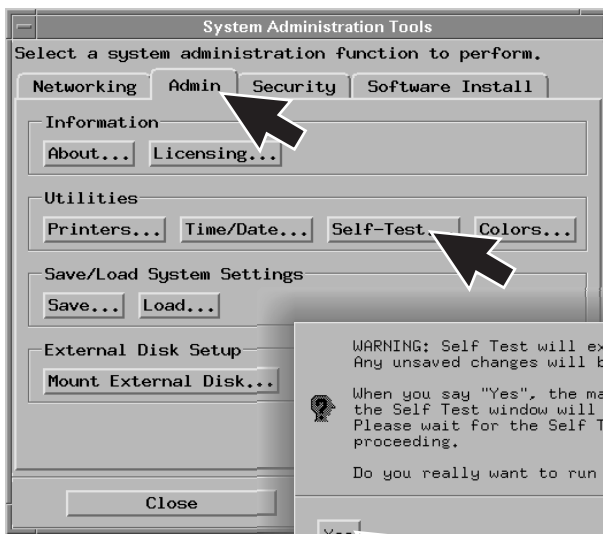 System Administration Tools
Select a system administration function to perform.
Networking Admin Security Software Install
Information
About... Licensing...
Utilities
Printers... Time/Date... Self-Test... Colors...
Save/Load System Settings
Save... Load...
External Disk Setup
Mount External Disk...
Close
WARNING: Self Test will
Any unsaved changes will
When you say "Yes", the
the Self Test window will
Please wait for the Self
proceeding.
Do you really want to run
Yes